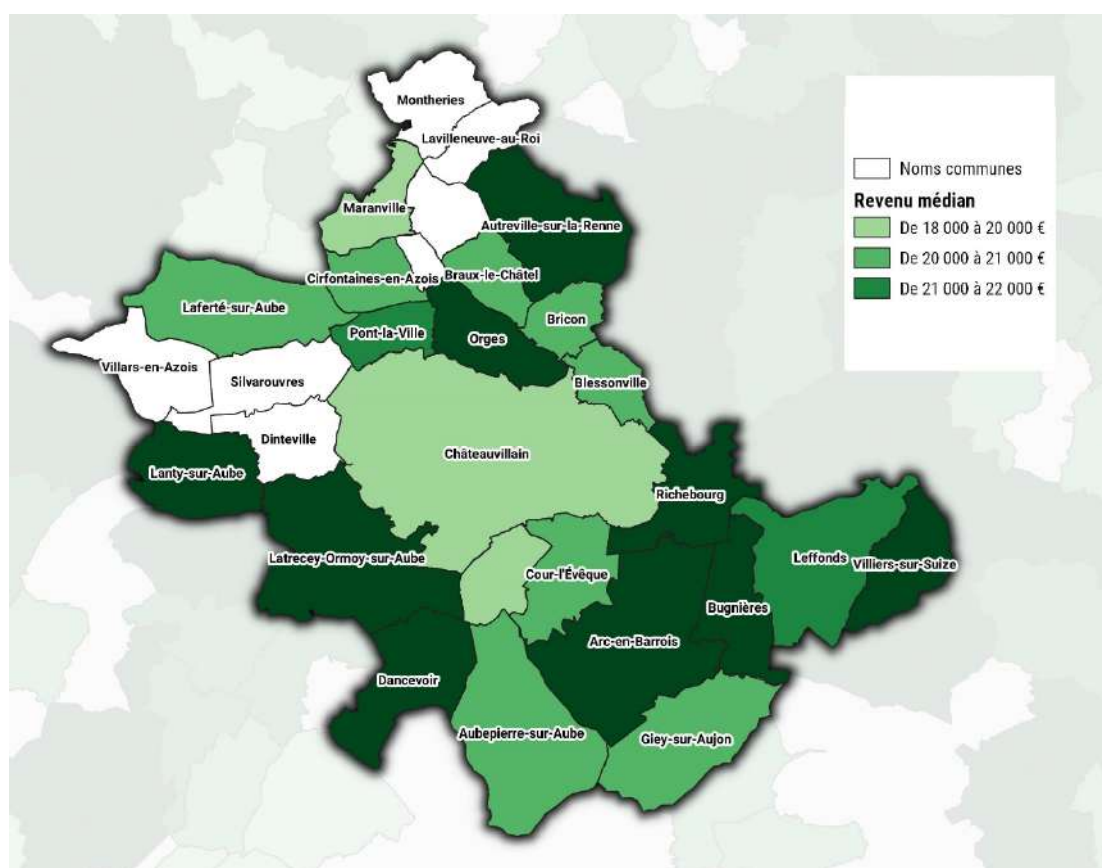 Montheries
Lavilleneuve-au-Roi
Noms communes
Revenu médian
De 18 000 à 20 000 €
De 20 000 à 21 000 €
De 21 000 à 22 000 €
Maranville
Autreville-sur-la-Renne
Cirfontaines-en-Azois
Braux-le-Châtel
Laferté-sur-Aube
Bricon
Pont-la-Ville
Orges
Villars-en-Azois
Silvarouvres
Blessonville
Dinteville
Châteauvillain
Lanty-sur-Aube
Richebourg
Latrecey-Ormoy-sur-Aube
Cour-l'Évêque
Leffonds
Villiers-sur-Suize
Bugnières
Arc-en-Barrois
Dancevoir
Aubepierre-sur-Aube
Giey-sur-Aujon